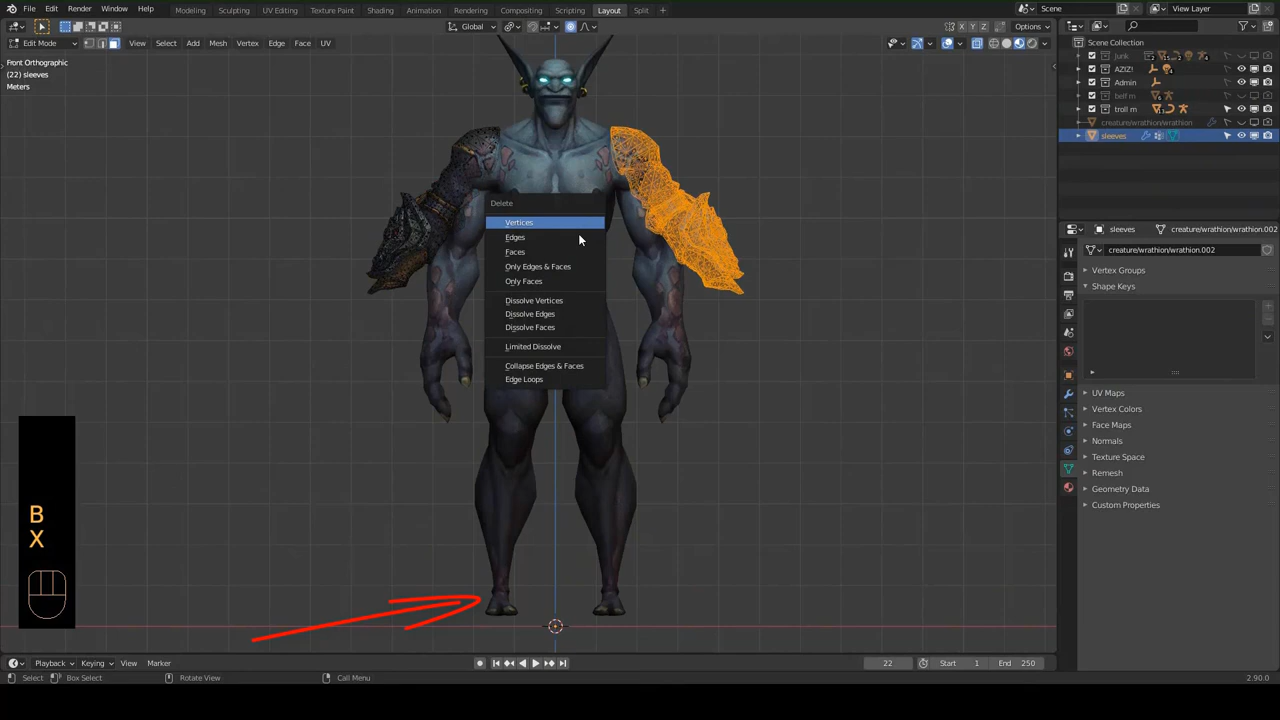 File Edit Render Window Help Modeling Sculpting UV Editing Texture Paint Shading Animation Rendering Compositing Scripting Layout Split Scene View Layer
Global X Y Z Options
Edit Mode View Select Add Mesh Vertex Edge Face UV Scene Collection
Front Orthographic
(22) sleeves
Meters
junk
AZIZ!
Admin
belf m
troll m
creature/wrathion/wrathion
sleeves
Delete
Vertices
Edges
Faces
Only Edges & Faces
Only Faces
Dissolve Vertices
Dissolve Edges
Dissolve Faces
Limited Dissolve
Collapse Edges & Faces
Edge Loops
sleeves creature/wrathion/wrathion.002
creature/wrathion/wrathion.002
Vertex Groups
Shape Keys
UV Maps
Vertex Colors
Face Maps
Normals
Texture Space
Remesh
Geometry Data
Custom Properties
B
X
Playback Keying View Marker 22 Start 1 End 250
Select Box Select Rotate View Call Menu 2.90.0